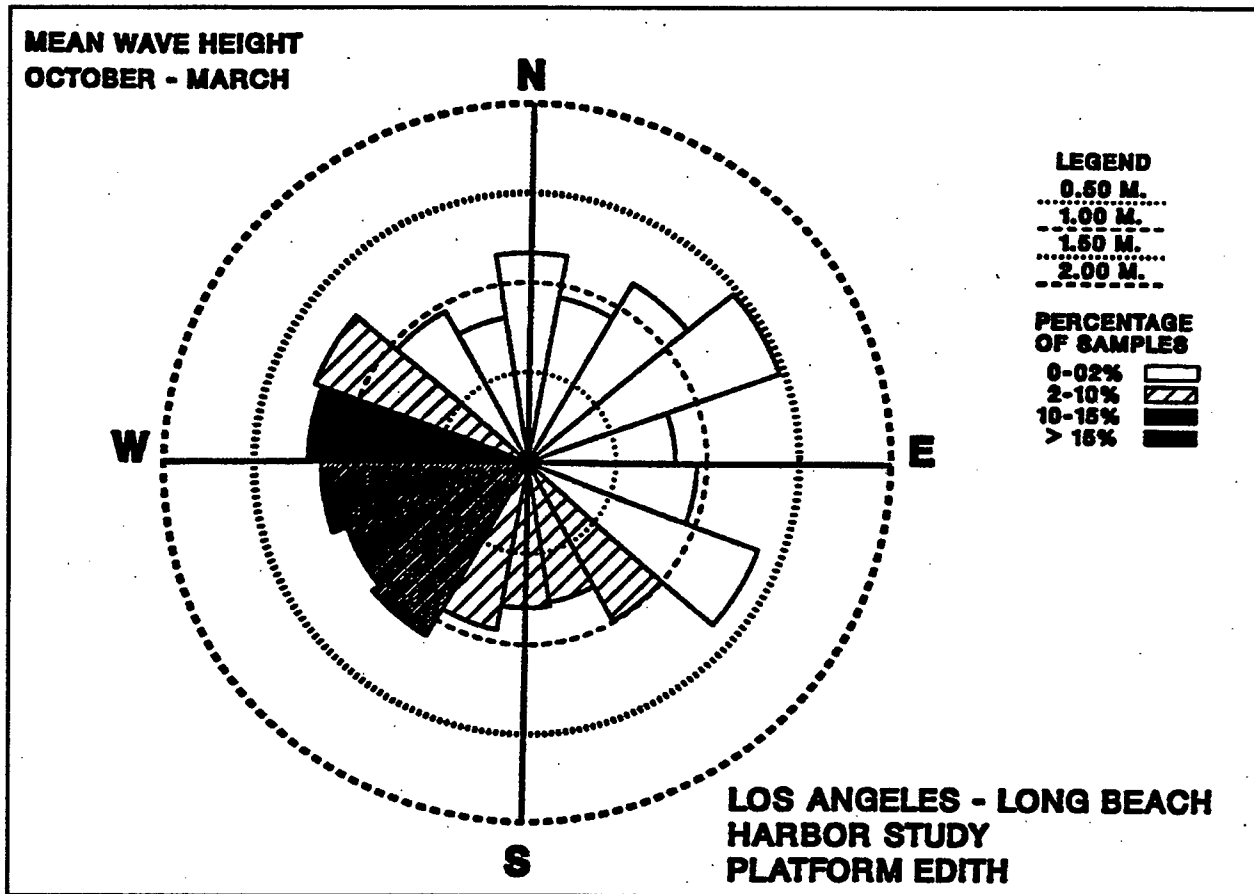 MEAN WAVE HEIGHT
OCTOBER - MARCH
N
LEGEND
0.50 M.
1.00 M.
1.50 M.
2.00 M.
PERCENTAGE
OF SAMPLES
0-02%
2-10%
10-15%
> 15%
W
E
S
LOS ANGELES - LONG BEACH
HARBOR STUDY
PLATFORM EDITH